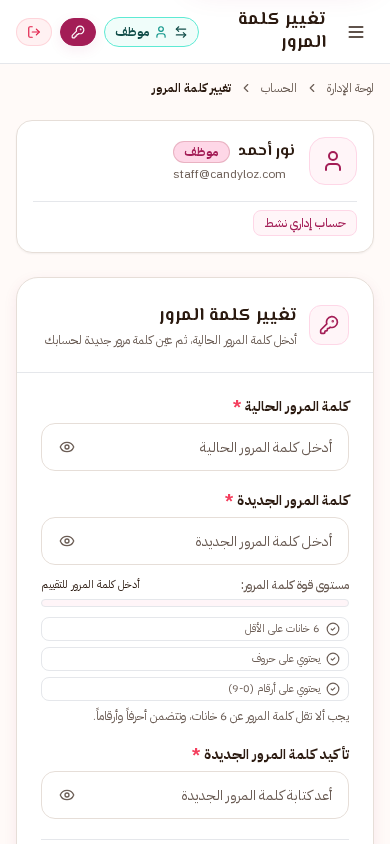 تغيير كلمة المرور
موظف
لوحة الإدارة
الحساب
تغيير كلمة المرور
نور أحمد
موظف
staff@candyloz.com
حساب إداري نشط
تغيير كلمة المرور
أدخل كلمة المرور الحالية، ثم عيّن كلمة مرور جديدة لحسابك
كلمة المرور الحالية *
أدخل كلمة المرور الحالية
كلمة المرور الجديدة *
أدخل كلمة المرور الجديدة
مستوى قوة كلمة المرور:
أدخل كلمة المرور للتقييم
6 خانات على الأقل
يحتوي على حروف
يحتوي على أرقام (0-9)
يجب ألا تقل كلمة المرور عن 6 خانات، وتتضمن أحرفاً وأرقاماً.
تأكيد كلمة المرور الجديدة *
أعد كتابة كلمة المرور الجديدة